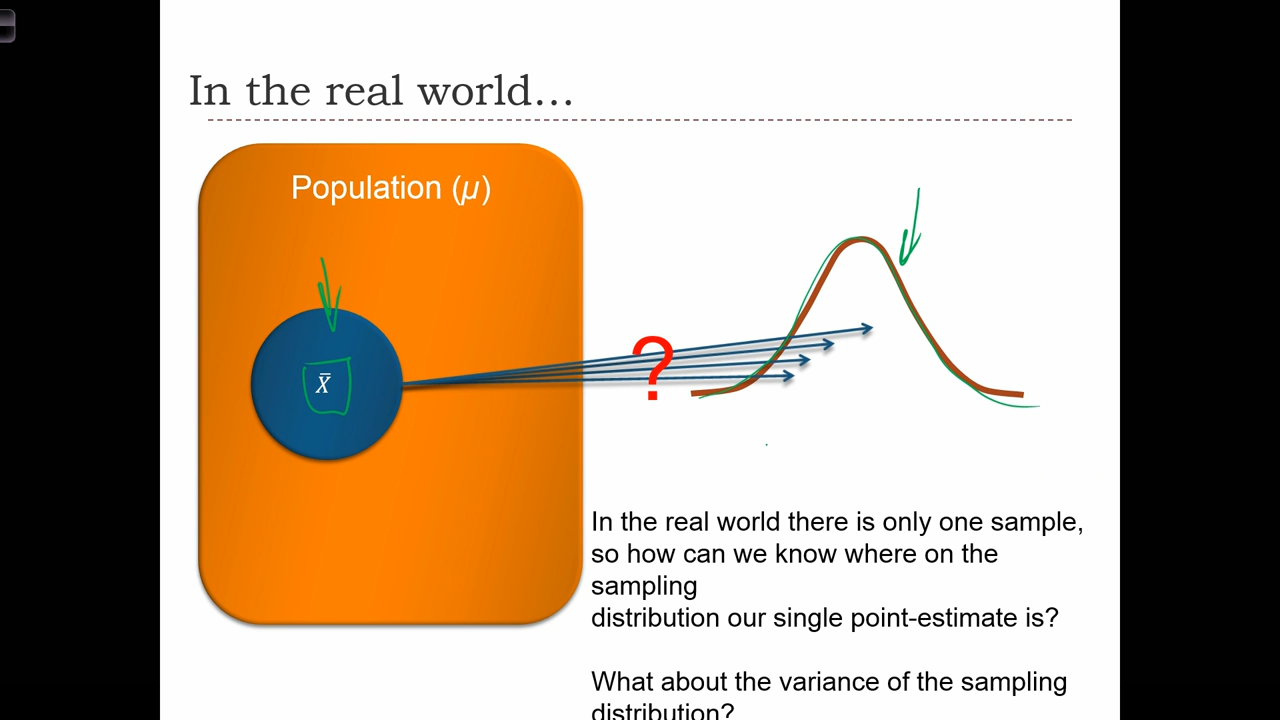 In the real world...
Population (μ)
X̄
?
In the real world there is only one sample,
so how can we know where on the
sampling
distribution our single point-estimate is?
What about the variance of the sampling
distribution?